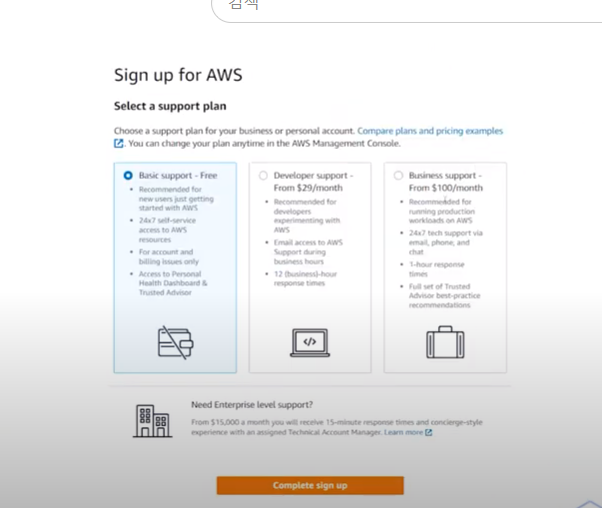 검색
Sign up for AWS
Select a support plan
Choose a support plan for your business or personal account. Compare plans and pricing examples
. You can change your plan anytime in the AWS Management Console.
Basic support - Free
• Recommended for
new users just getting
started with AWS
• 24x7 self-service
access to AWS
resources
• For account and
billing issues only
• Access to Personal
Health Dashboard &
Trusted Advisor
Developer support -
From $29/month
• Recommended for
developers
experimenting with
AWS
• Email access to AWS
Support during
business hours
• 12 (business)-hour
response times
</>
Business support -
From $100/month
• Recommended for
running production
workloads on AWS
• 24x7 tech support via
email, phone, and
chat
• 1-hour response
times
• Full set of Trusted
Advisor best-practice
recommendations
Need Enterprise level support?
From $15,000 a month you will receive 15-minute response times and concierge-style
experience with an assigned Technical Account Manager. Learn more
Complete sign up